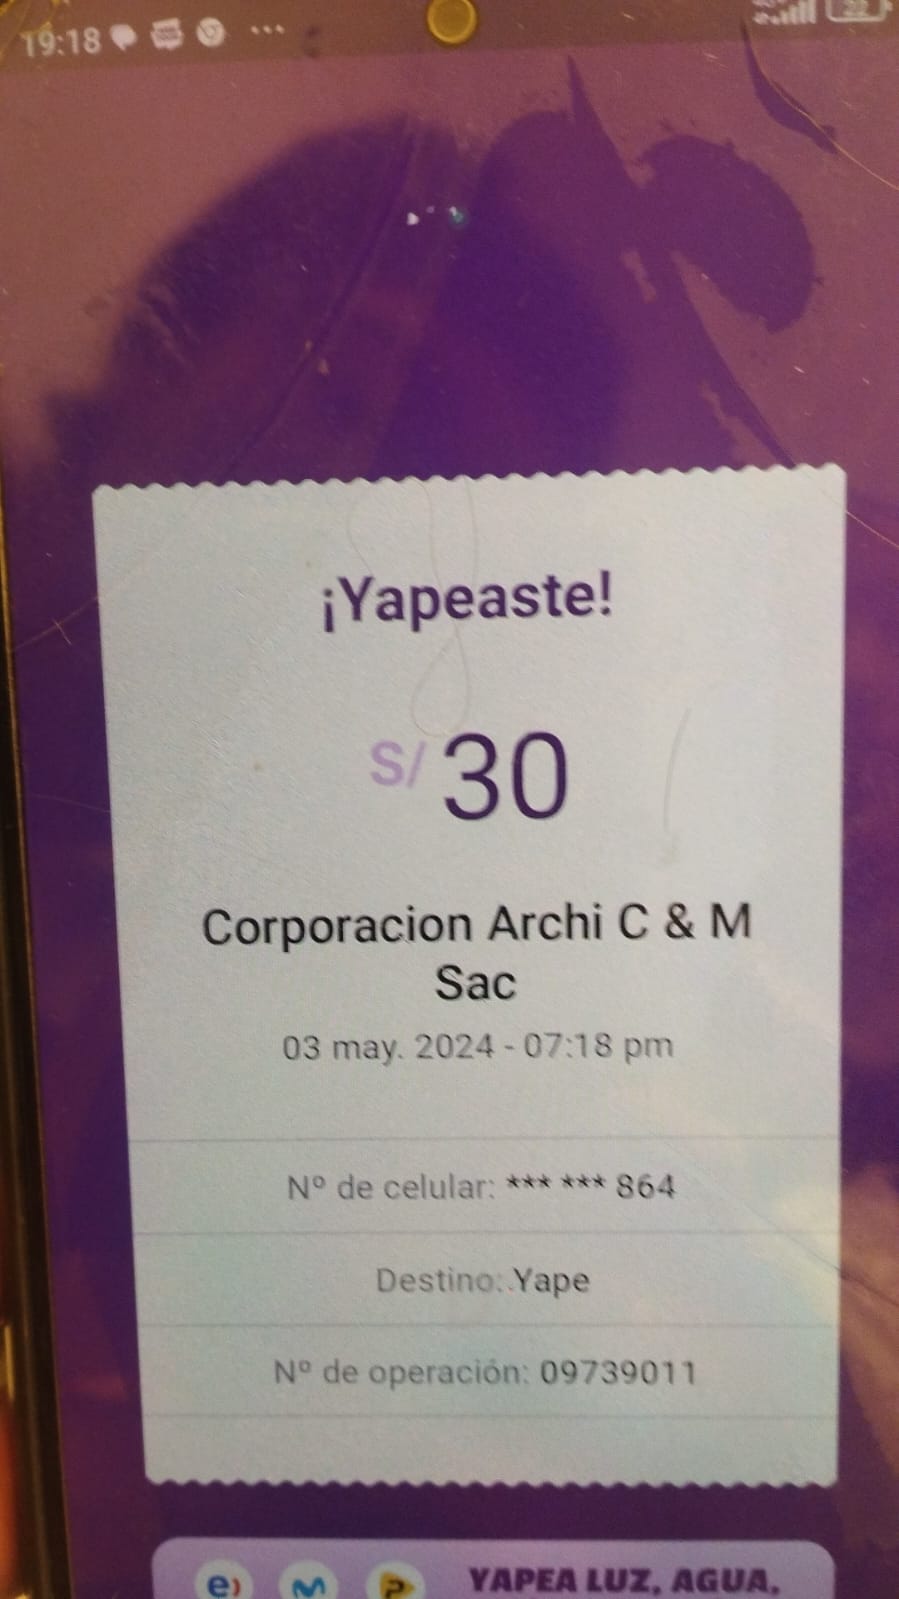 19:18
22
¡Yapeaste!
S/ 30
Corporacion Archi C & M
Sac
03 may. 2024 - 07:18 pm
Nº de celular: *** *** 864
Destino: Yape
Nº de operación: 09739011
YAPEA LUZ, AGUA,